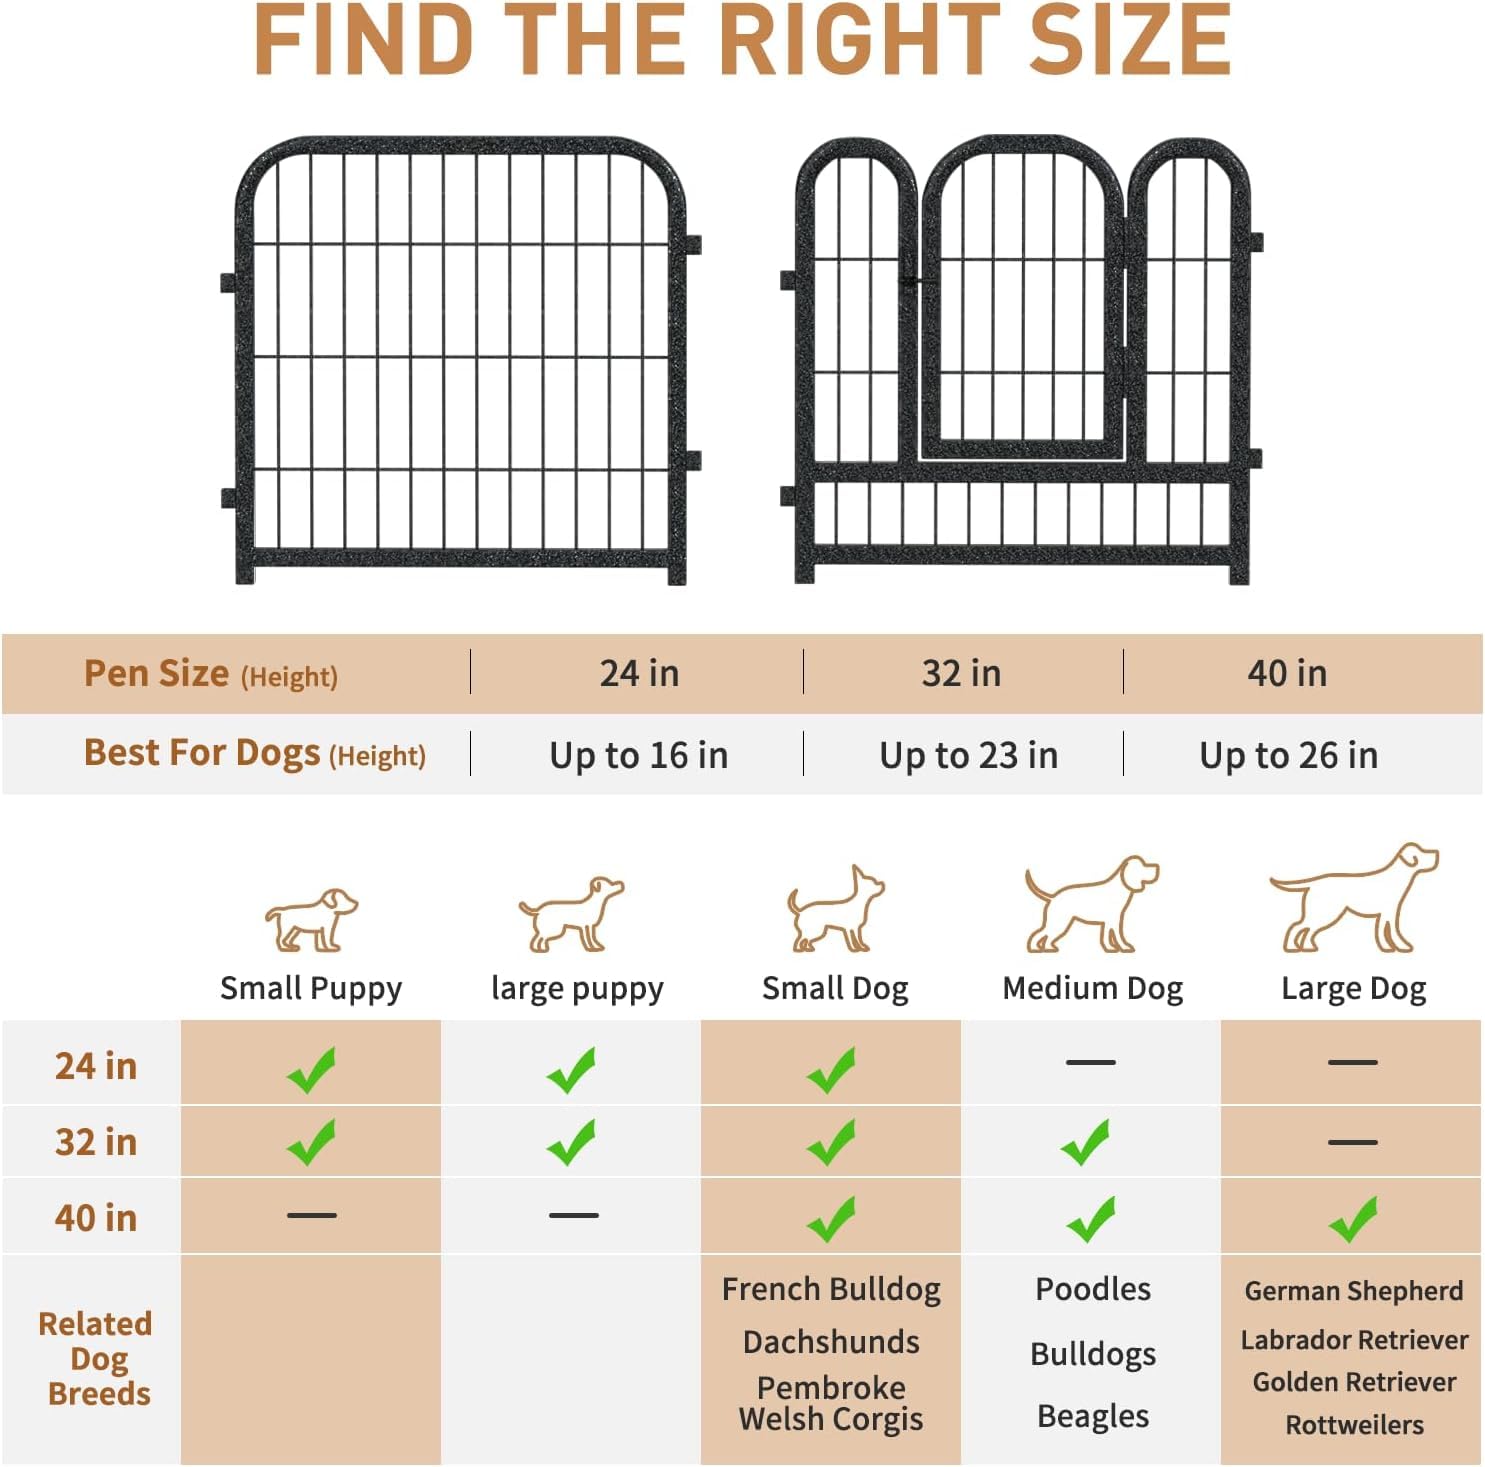 FIND THE RIGHT SIZE
Pen Size (Height) 24 in 32 in 40 in
Best For Dogs (Height) Up to 16 in Up to 23 in Up to 26 in
Small Puppy large puppy Small Dog Medium Dog Large Dog
24 in
32 in
40 in
Related
Dog
Breeds
French Bulldog
Dachshunds
Pembroke
Welsh Corgis
Poodles
Bulldogs
Beagles
German Shepherd
Labrador Retriever
Golden Retriever
Rottweilers